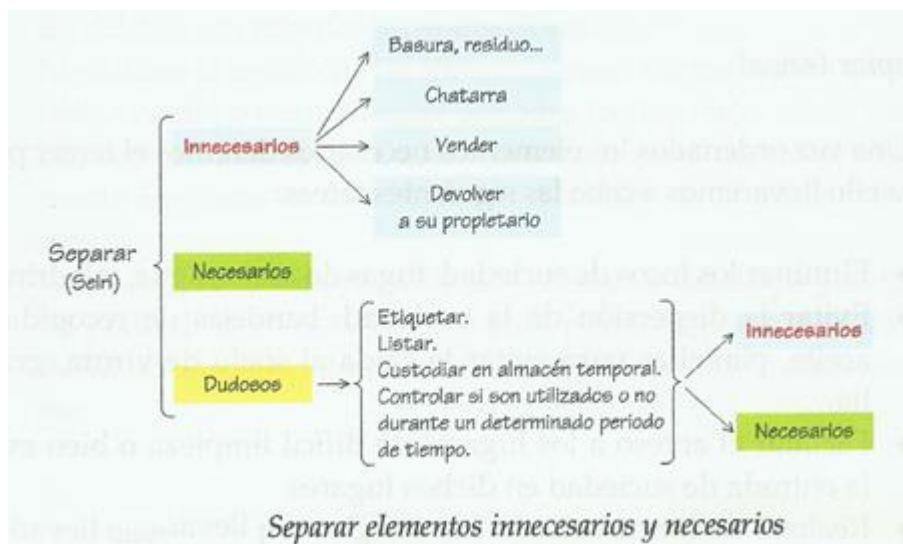 Basura, residuo...
Chatarra
Innecesarios
Vender
Devolver
a su propietario
Separar
(Seiri)
Necesarios
Dudosos
Etiquetar.
Listar.
Custodiar en almacén temporal.
Controlar si son utilizados o no
durante un determinado periodo
de tiempo.
Innecesarios
Necesarios
Separar elementos innecesarios y necesarios